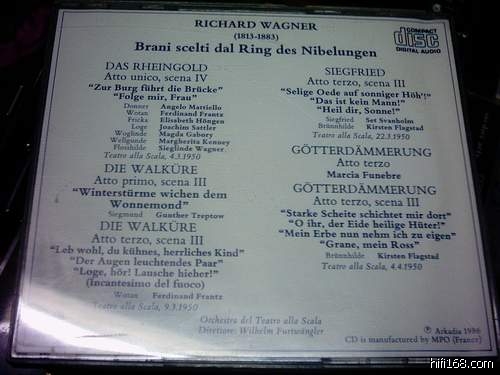 RICHARD WAGNER
(1813-1883)
Brani scelti dal Ring des Nibelungen
COMPACT
disc
DIGITAL AUDIO
DAS RHEINGOLD
Atto unico, scena IV
"Zur Burg führt die Brücke"
"Folge mir, Frau"
Donner Angelo Mattiello
Wotan Ferdinand Frantz
Fricka Elisabeth Höngen
Loge Joachim Sattler
Woglinde Magda Gabory
Wellgunde Margherita Kenney
Flosshilde Sieglinde Wagner
Teatro alla Scala, 4.3.1950
DIE WALKÜRE
Atto primo, scena III
"Winterstürme wichen dem
Wonnemond"
Siegmund Gunther Treptow
DIE WALKÜRE
Atto terzo, scena III
"Leb wohl, du kühnes, herrliches Kind"
"Der Augen leuchtendes Paar"
"Loge, hör! Lausche hieher!"
(Incantesimo del fuoco)
Wotan Ferdinand Frantz
Teatro alla Scala, 9.3.1950
SIEGFRIED
Atto terzo, scena III
"Selige Oede auf sonniger Höh'!"
"Das ist kein Mann!"
"Heil dir, Sonne!"
Siegfried Set Svanholm
Brünnhilde Kirsten Flagstad
Teatro alla Scala, 22.3.1950
GÖTTERDÄMMERUNG
Atto terzo
Marcia Funebre
GÖTTERDÄMMERUNG
Atto terzo, scena III
"Starke Scheite schichtet mir dort"
"O ihr, der Eide heilige Hüter!"
"Mein Erbe nun nehm ich zu eigen"
"Grane, mein Ross"
Brünnhilde Kirsten Flagstad
Teatro alla Scala, 4.4.1950
Orchestra del Teatro alla Scala
Direttore: Wilhelm Furtwängler
℗ Arkadia 1986
CD is manufactured by MPO (France)
hifi168.com